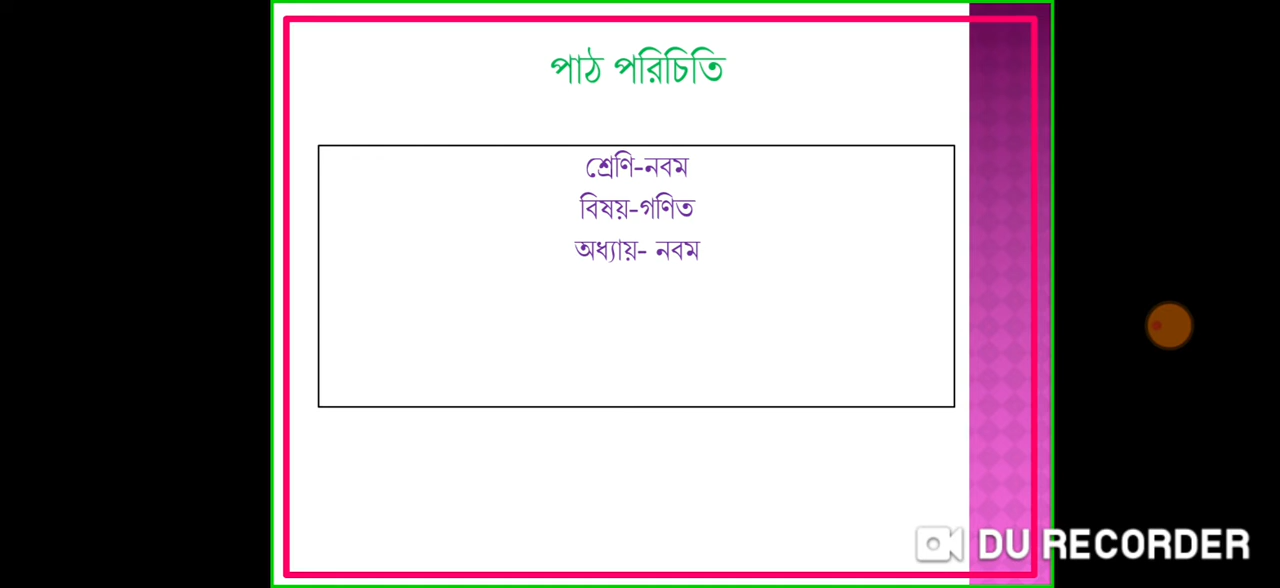 পাঠ পরিচিতি
শ্রেণি-নবম
বিষয়-গণিত
অধ্যায়- নবম
DU RECORDER